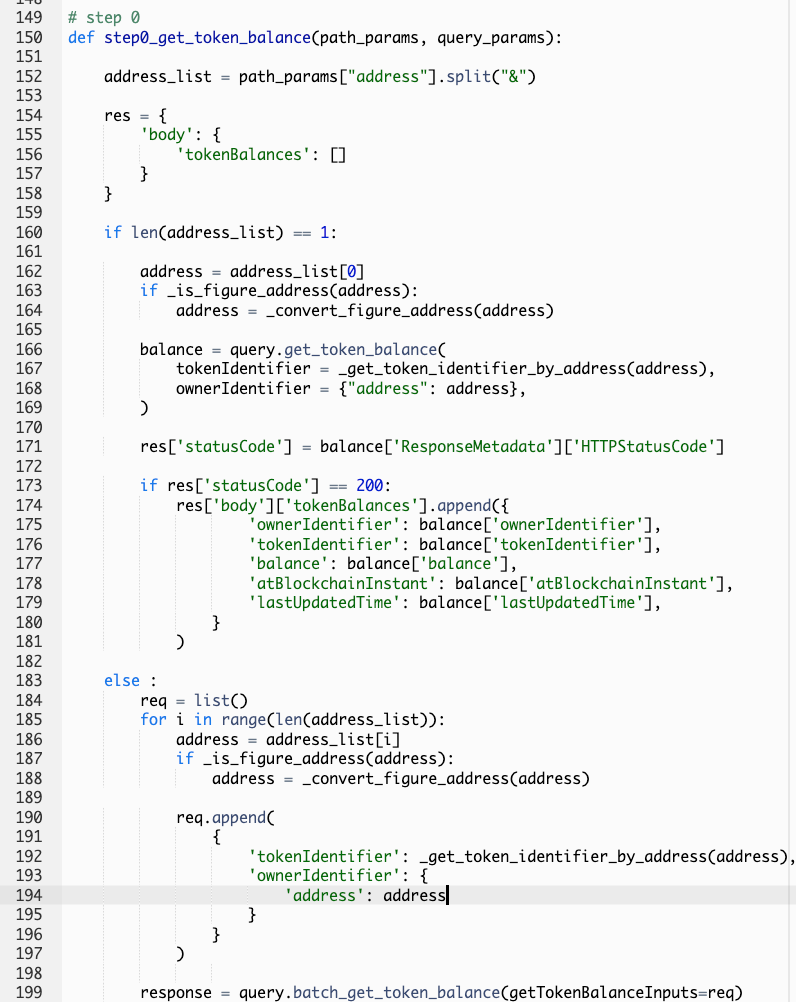 149 # step 0
150 def step0_get_token_balance(path_params, query_params):
151
152     address_list = path_params["address"].split("&")
153
154     res = {
155         'body': {
156             'tokenBalances': []
157         }
158     }
159
160     if len(address_list) == 1:
161
162         address = address_list[0]
163         if _is_figure_address(address):
164             address = _convert_figure_address(address)
165
166         balance = query.get_token_balance(
167             tokenIdentifier = _get_token_identifier_by_address(address),
168             ownerIdentifier = {"address": address},
169         )
170
171         res['statusCode'] = balance['ResponseMetadata']['HTTPStatusCode']
172
173         if res['statusCode'] == 200:
174             res['body']['tokenBalances'].append({
175                     'ownerIdentifier': balance['ownerIdentifier'],
176                     'tokenIdentifier': balance['tokenIdentifier'],
177                     'balance': balance['balance'],
178                     'atBlockchainInstant': balance['atBlockchainInstant'],
179                     'lastUpdatedTime': balance['lastUpdatedTime'],
180                 }
181             )
182
183     else :
184         req = list()
185         for i in range(len(address_list)):
186             address = address_list[i]
187             if _is_figure_address(address):
188                 address = _convert_figure_address(address)
189
190             req.append(
191                 {
192                     'tokenIdentifier': _get_token_identifier_by_address(address),
193                     'ownerIdentifier': {
194                         'address': address
195                     }
196                 }
197             )
198
199         response = query.batch_get_token_balance(getTokenBalanceInputs=req)